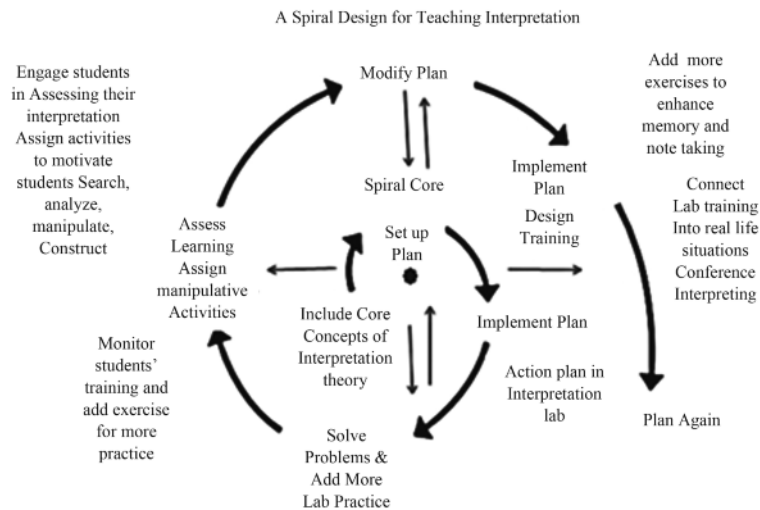 A Spiral Design for Teaching Interpretation
Engage students
in Assessing their
interpretation
Assign activities
to motivate
students Search,
analyze,
manipulate,
Construct
Modify Plan
Add more
exercises to
enhance
memory and
note taking
Spiral Core
Implement
Plan
Design
Training
Connect
Lab training
Into real life
situations
Conference
Interpreting
Assess
Learning
Assign
manipulative
Activities
Set up
Plan
Include Core
Concepts of
Interpretation
theory
Implement Plan
Monitor
students’
training and
add exercise
for more
practice
Action plan in
Interpretation
lab
Plan Again
Solve
Problems &
Add More
Lab Practice